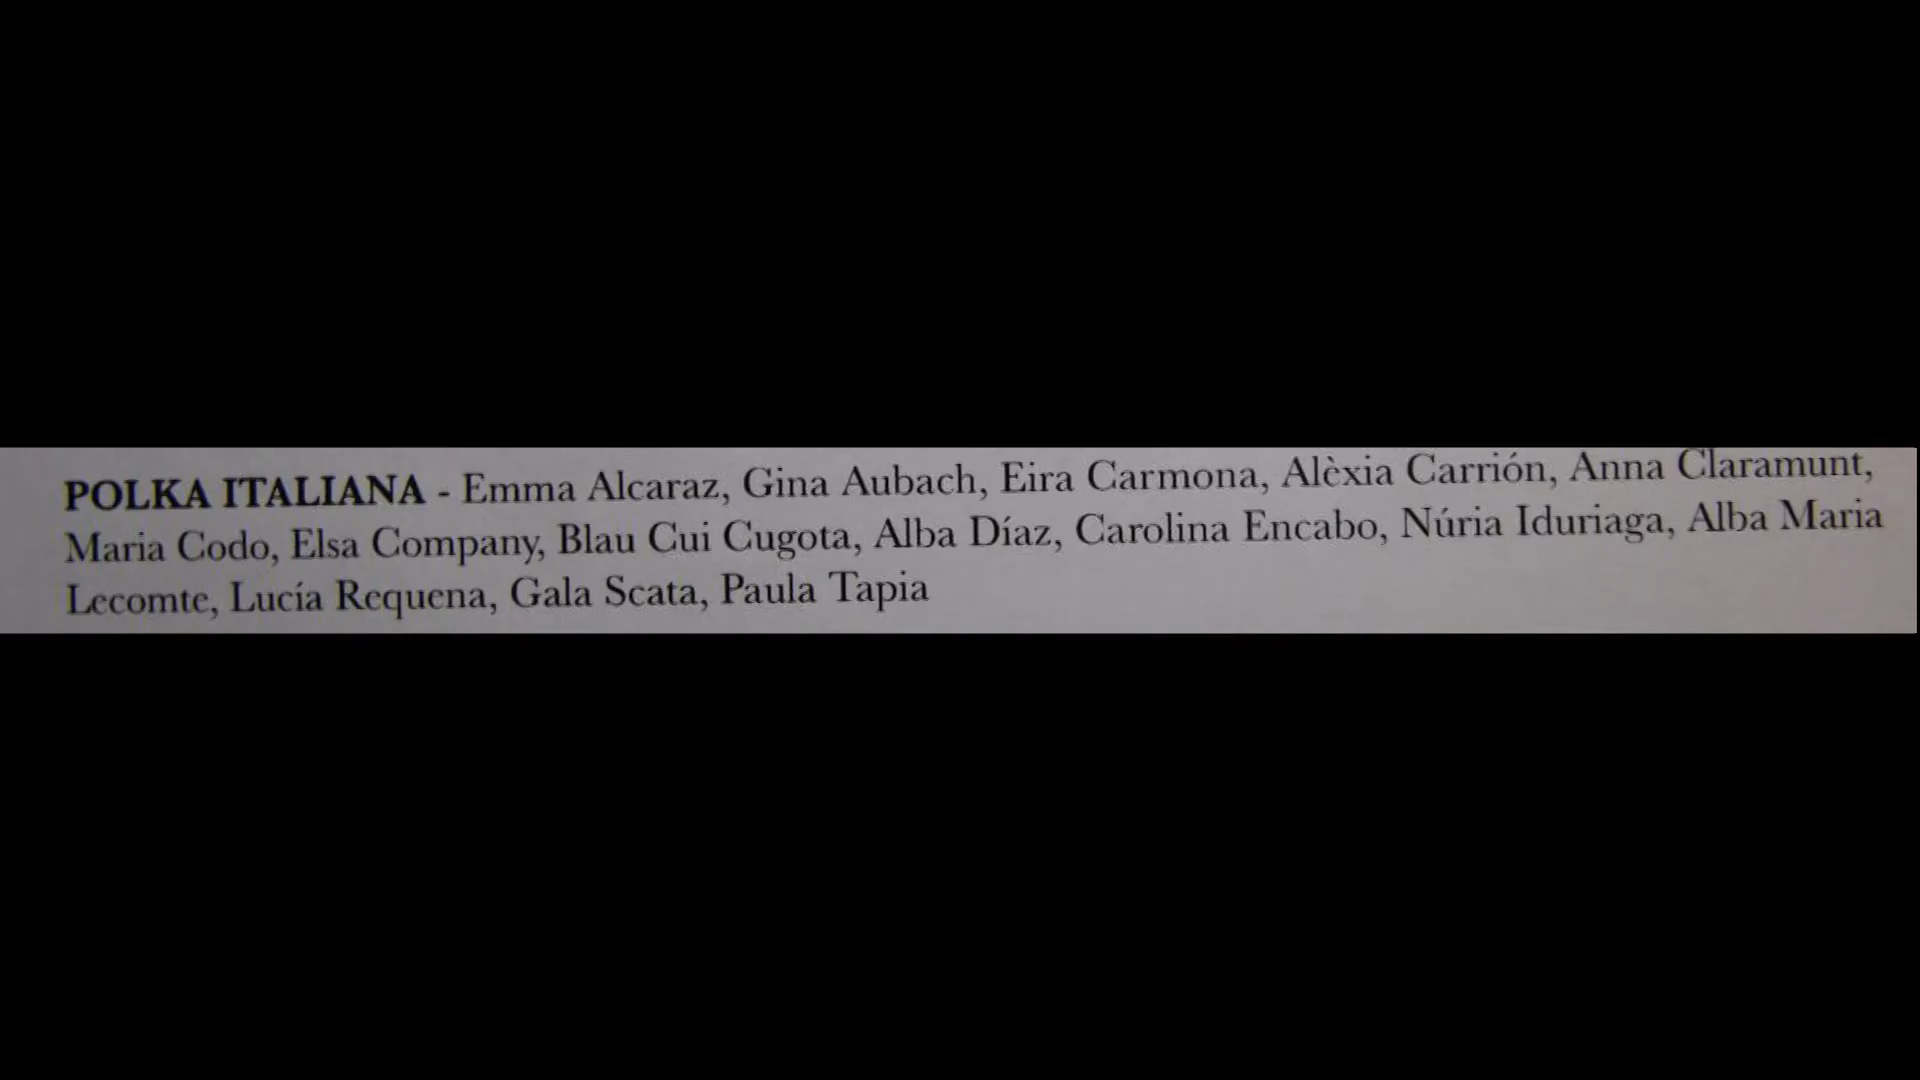 POLKA ITALIANA - Emma Alcaraz, Gina Aubach, Eira Carmona, Alèxia Carrión, Anna Claramunt,
Maria Codo, Elsa Company, Blau Cui Cugota, Alba Díaz, Carolina Encabo, Núria Iduriaga, Alba Maria
Lecomte, Lucía Requena, Gala Scata, Paula Tapia